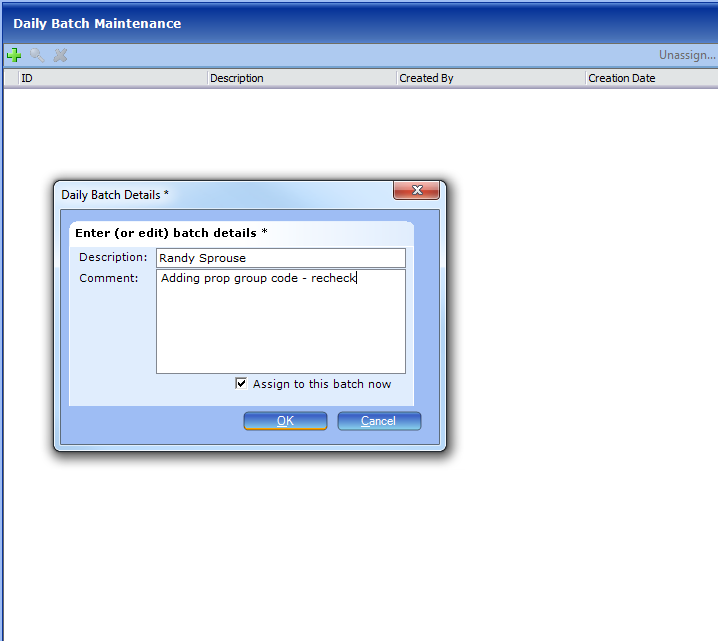 Daily Batch Maintenance
Unassign...
ID Description Created By Creation Date
Daily Batch Details *
Enter (or edit) batch details *
Description: Randy Sprouse
Comment: Adding prop group code - recheck
Assign to this batch now
OK Cancel